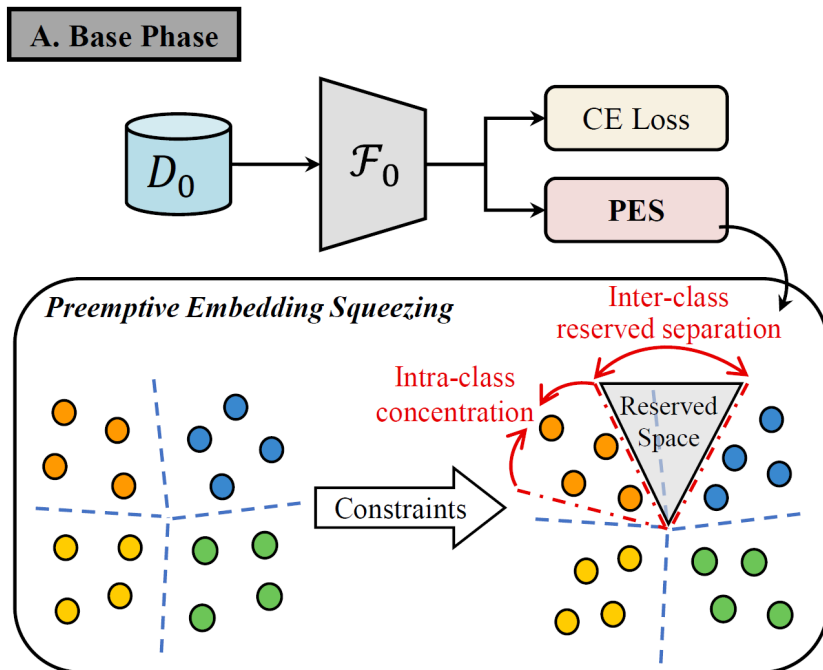 A. Base Phase
D₀
ℱ₀
CE Loss
PES
Preemptive Embedding Squeezing
Inter-class
reserved separation
Intra-class
concentration
Reserved
Space
Constraints